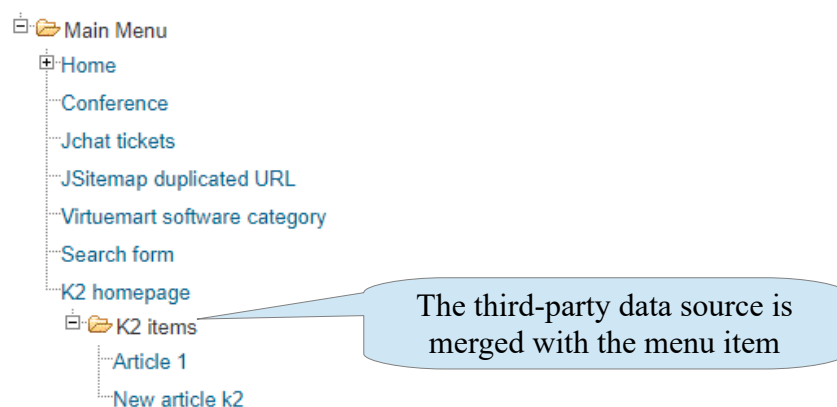 Main Menu
Home
Conference
Jchat tickets
JSitemap duplicated URL
Virtuemart software category
Search form
K2 homepage
K2 items
Article 1
New article k2
The third-party data source is
merged with the menu item